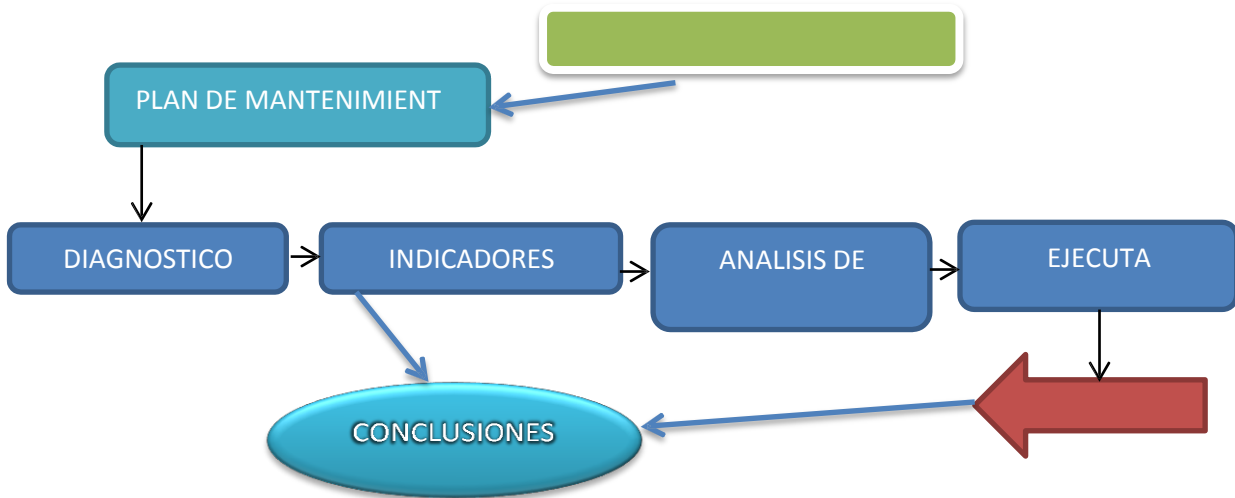 PLAN DE MANTENIMIENT
DIAGNOSTICO
INDICADORES
ANALISIS DE
EJECUTA
CONCLUSIONES